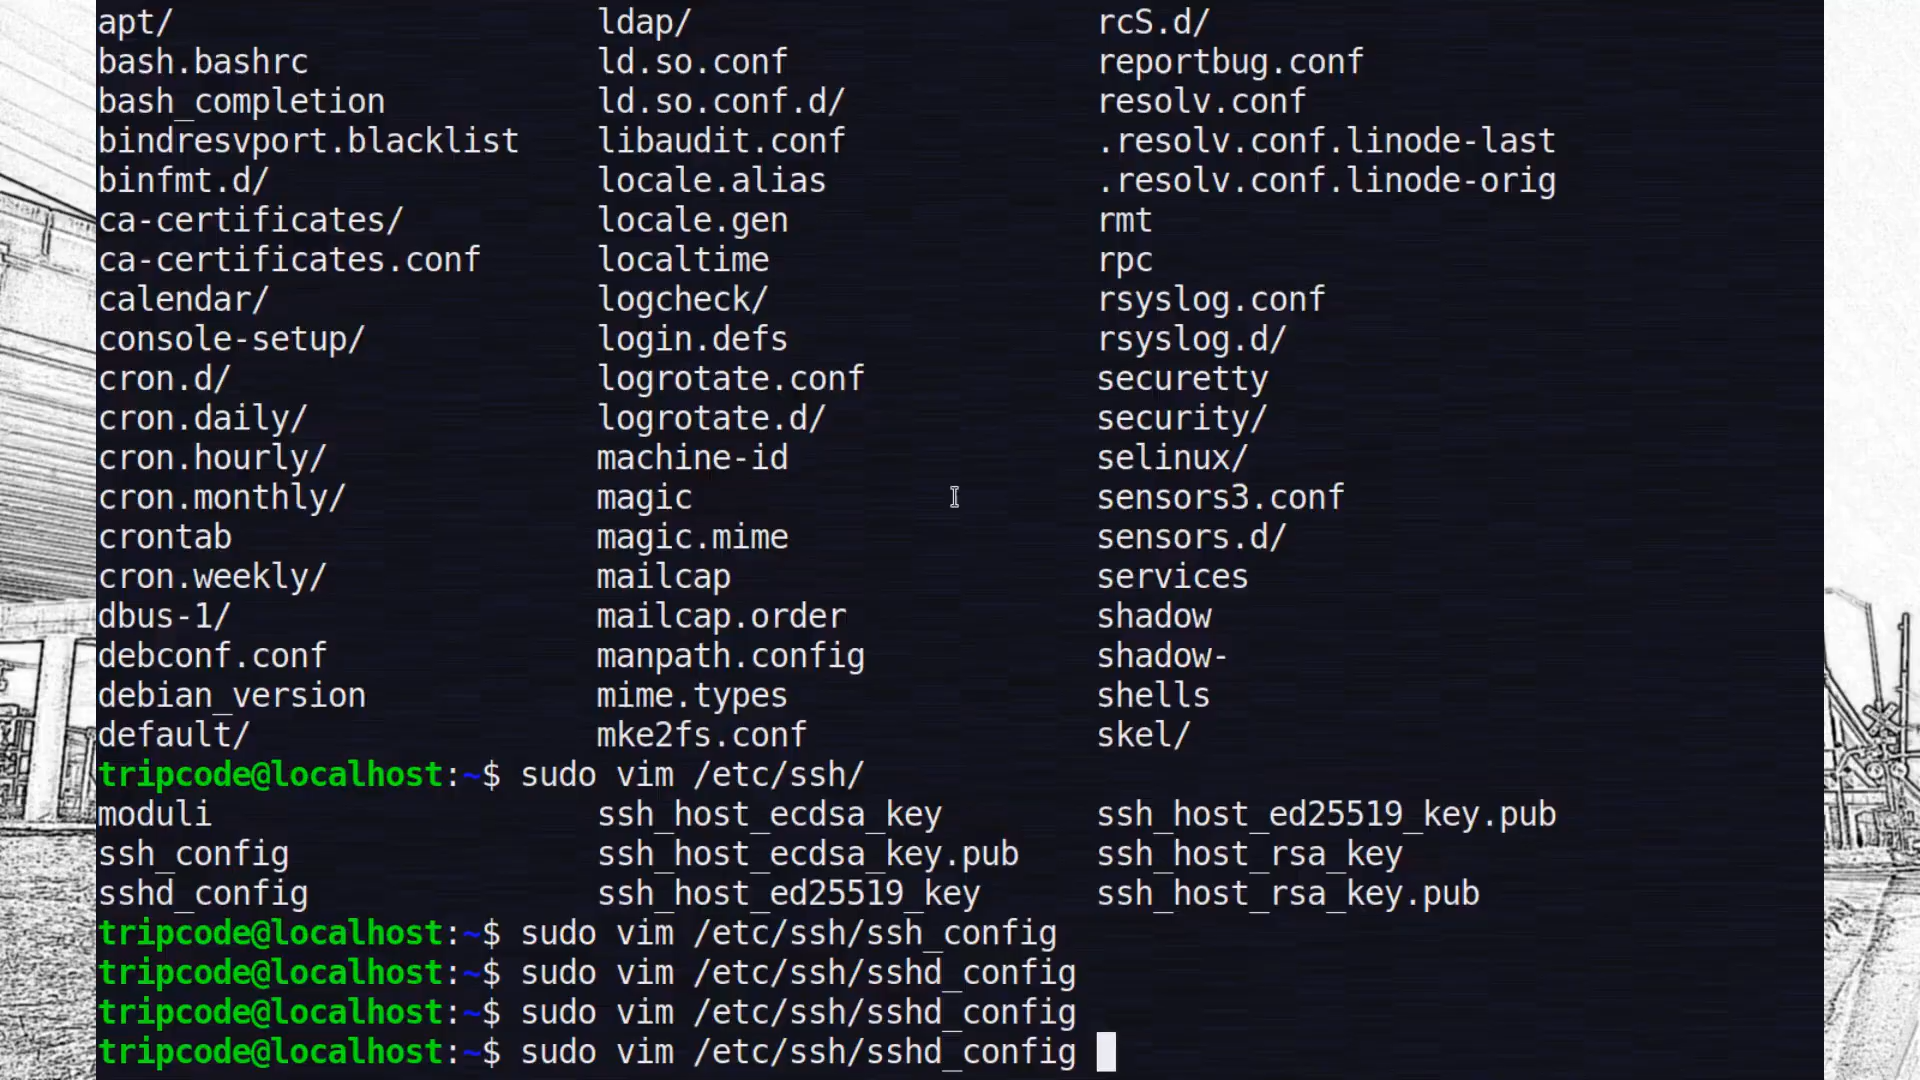 apt/ ldap/ rcS.d/
bash.bashrc ld.so.conf reportbug.conf
bash_completion ld.so.conf.d/ resolv.conf
bindresvport.blacklist libaudit.conf .resolv.conf.linode-last
binfmt.d/ locale.alias .resolv.conf.linode-orig
ca-certificates/ locale.gen rmt
ca-certificates.conf localtime rpc
calendar/ logcheck/ rsyslog.conf
console-setup/ login.defs rsyslog.d/
cron.d/ logrotate.conf securetty
cron.daily/ logrotate.d/ security/
cron.hourly/ machine-id selinux/
cron.monthly/ magic sensors3.conf
crontab magic.mime sensors.d/
cron.weekly/ mailcap services
dbus-1/ mailcap.order shadow
debconf.conf manpath.config shadow-
debian_version mime.types shells
default/ mke2fs.conf skel/
tripcode@localhost:~$ sudo vim /etc/ssh/
moduli ssh_host_ecdsa_key ssh_host_ed25519_key.pub
ssh_config ssh_host_ecdsa_key.pub ssh_host_rsa_key
sshd_config ssh_host_ed25519_key ssh_host_rsa_key.pub
tripcode@localhost:~$ sudo vim /etc/ssh/ssh_config
tripcode@localhost:~$ sudo vim /etc/ssh/sshd_config
tripcode@localhost:~$ sudo vim /etc/ssh/sshd_config
tripcode@localhost:~$ sudo vim /etc/ssh/sshd_config